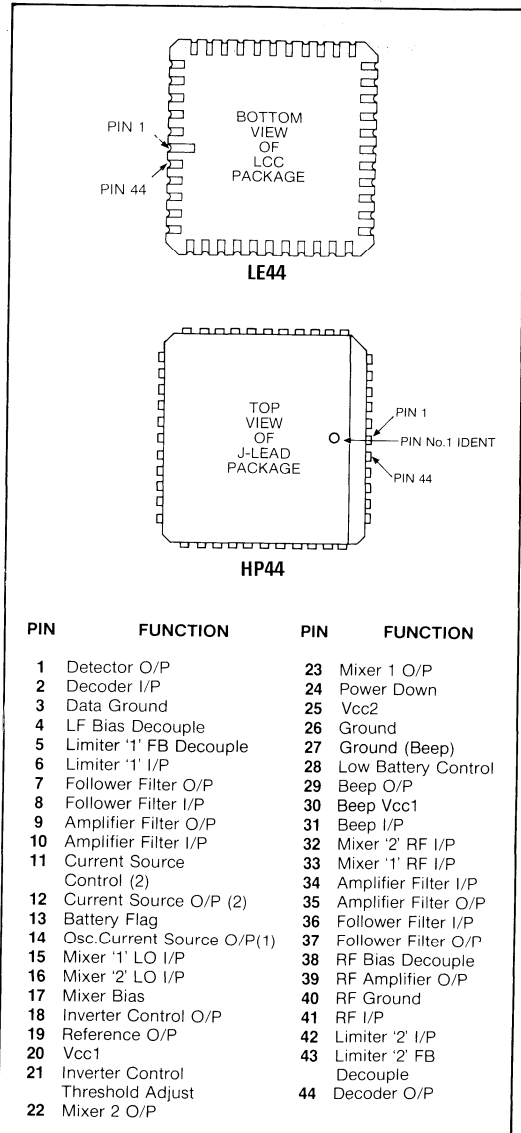 PIN 1
PIN 44
BOTTOM
VIEW
OF
LCC
PACKAGE
LE44
TOP
VIEW
OF
J-LEAD
PACKAGE
PIN 1
PIN No.1 IDENT
PIN 44
HP44
PIN FUNCTION
1 Detector O/P
2 Decoder I/P
3 Data Ground
4 LF Bias Decouple
5 Limiter ‘1’ FB Decouple
6 Limiter ‘1’ I/P
7 Follower Filter O/P
8 Follower Filter I/P
9 Amplifier Filter O/P
10 Amplifier Filter I/P
11 Current Source
Control (2)
12 Current Source O/P (2)
13 Battery Flag
14 Osc.Current Source O/P(1)
15 Mixer ‘1’ LO I/P
16 Mixer ‘2’ LO I/P
17 Mixer Bias
18 Inverter Control O/P
19 Reference O/P
20 Vcc1
21 Inverter Control
Threshold Adjust
22 Mixer 2 O/P
PIN FUNCTION
23 Mixer 1 O/P
24 Power Down
25 Vcc2
26 Ground
27 Ground (Beep)
28 Low Battery Control
29 Beep O/P
30 Beep Vcc1
31 Beep I/P
32 Mixer ‘2’ RF I/P
33 Mixer ‘1’ RF I/P
34 Amplifier Filter I/P
35 Amplifier Filter O/P
36 Follower Filter I/P
37 Follower Filter O/P
38 RF Bias Decouple
39 RF Amplifier O/P
40 RF Ground
41 RF I/P
42 Limiter ‘2’ I/P
43 Limiter ‘2’ FB
Decouple
44 Decoder O/P